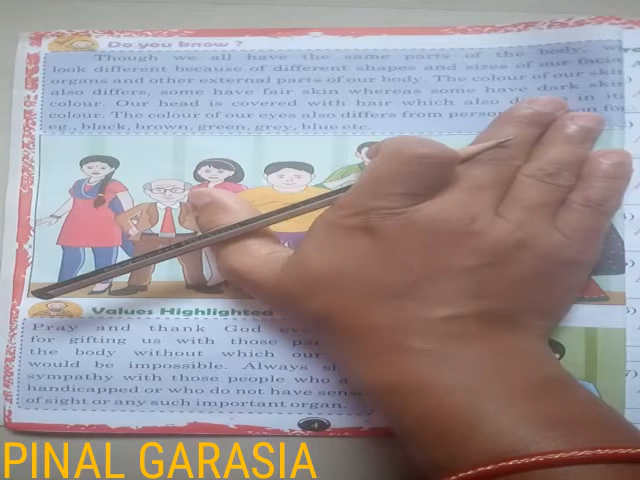 Do you know ?
Though we all have the same parts of the body, we
look different because of different shapes and sizes of our facial
organs and other external parts of our body. The colour of our skin
also differs, some have fair skin whereas some have dark skin
colour. Our head is covered with hair which also in
colour. The colour of our eyes also differs from
eg., black, brown, green, grey, blue etc.
Values Highlighted
Pray and thank God
for gifting us with those
the body without which our
would be impossible. Always
sympathy with those people who
handicapped or who do not have
of sight or any such important organ.
4
PINAL GARASIA